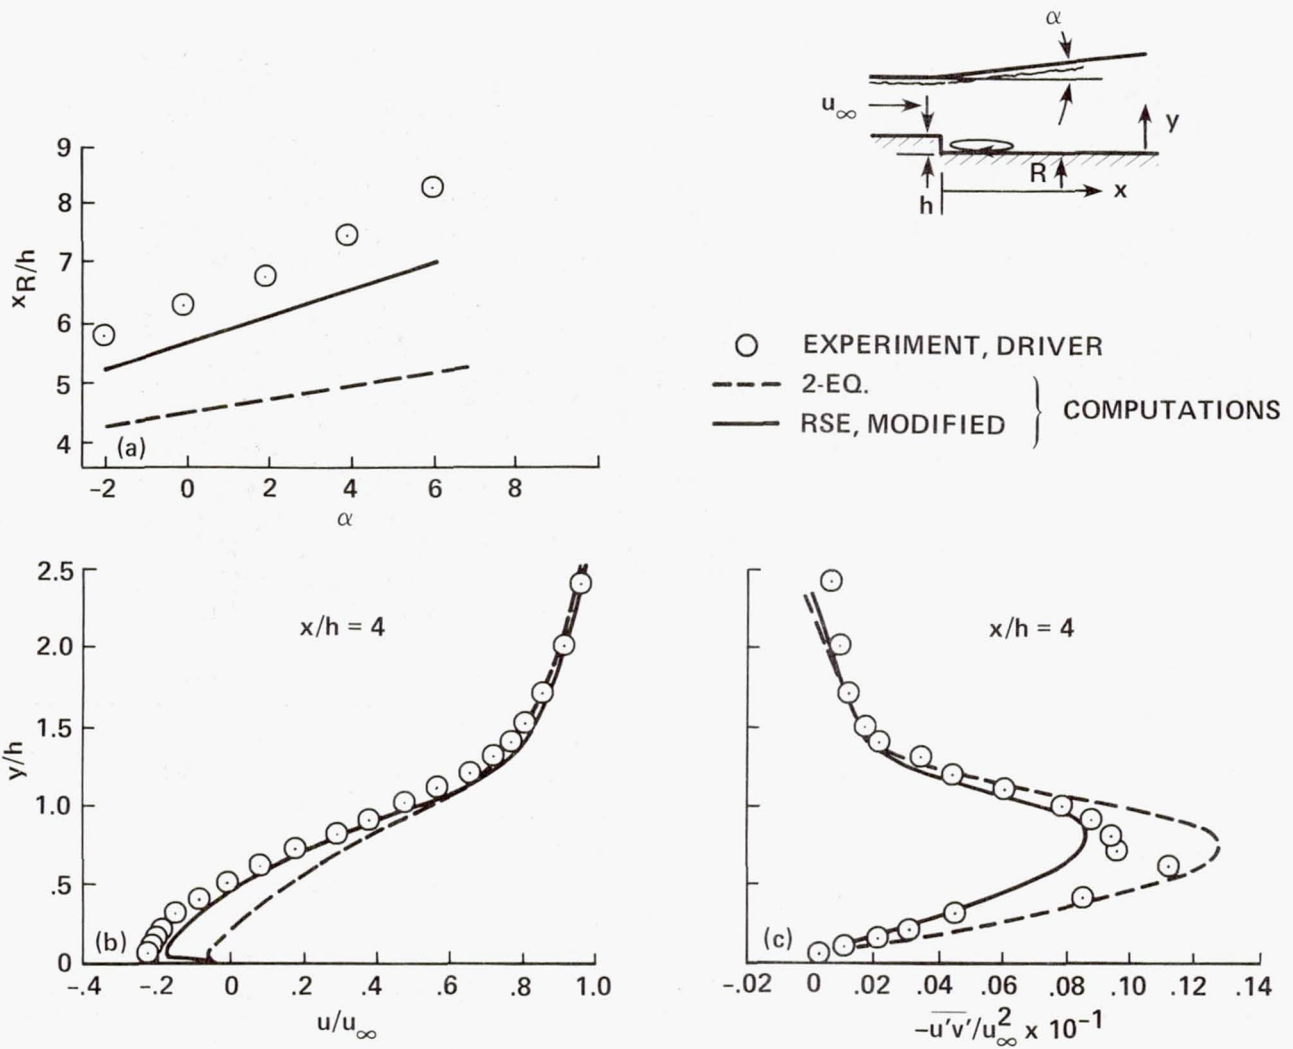 α
u∞
y
R
x
h
9
8
7
6
5
4
xR/h
(a)
-2 0 2 4 6 8
α
EXPERIMENT, DRIVER
2-EQ.
RSE, MODIFIED
COMPUTATIONS
2.5
2.0
1.5
1.0
.5
0
y/h
x/h = 4
(b)
-.4 -.2 0 .2 .4 .6 .8 1.0
u/u∞
x/h = 4
(c)
-.02 0 .02 .04 .06 .08 .10 .12 .14
-u'v'/u∞² x 10⁻¹